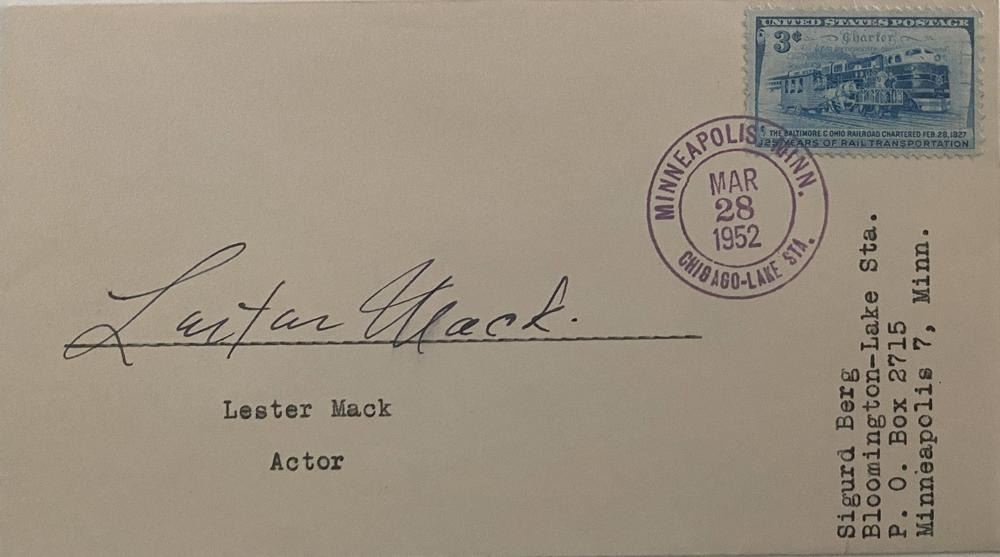 UNITED STATES POSTAGE
3¢
Charter
THE BALTIMORE & OHIO RAILROAD CHARTERED FEB. 28, 1827
125 YEARS OF RAIL TRANSPORTATION
MINNEAPOLIS, MINN.
MAR
28
1952
CHICAGO-LAKE STA.
Lester Mack.
Lester Mack
Actor
Sigurd Berg
Bloomington-Lake Sta.
P. O. Box 2715
Minneapolis 7, Minn.